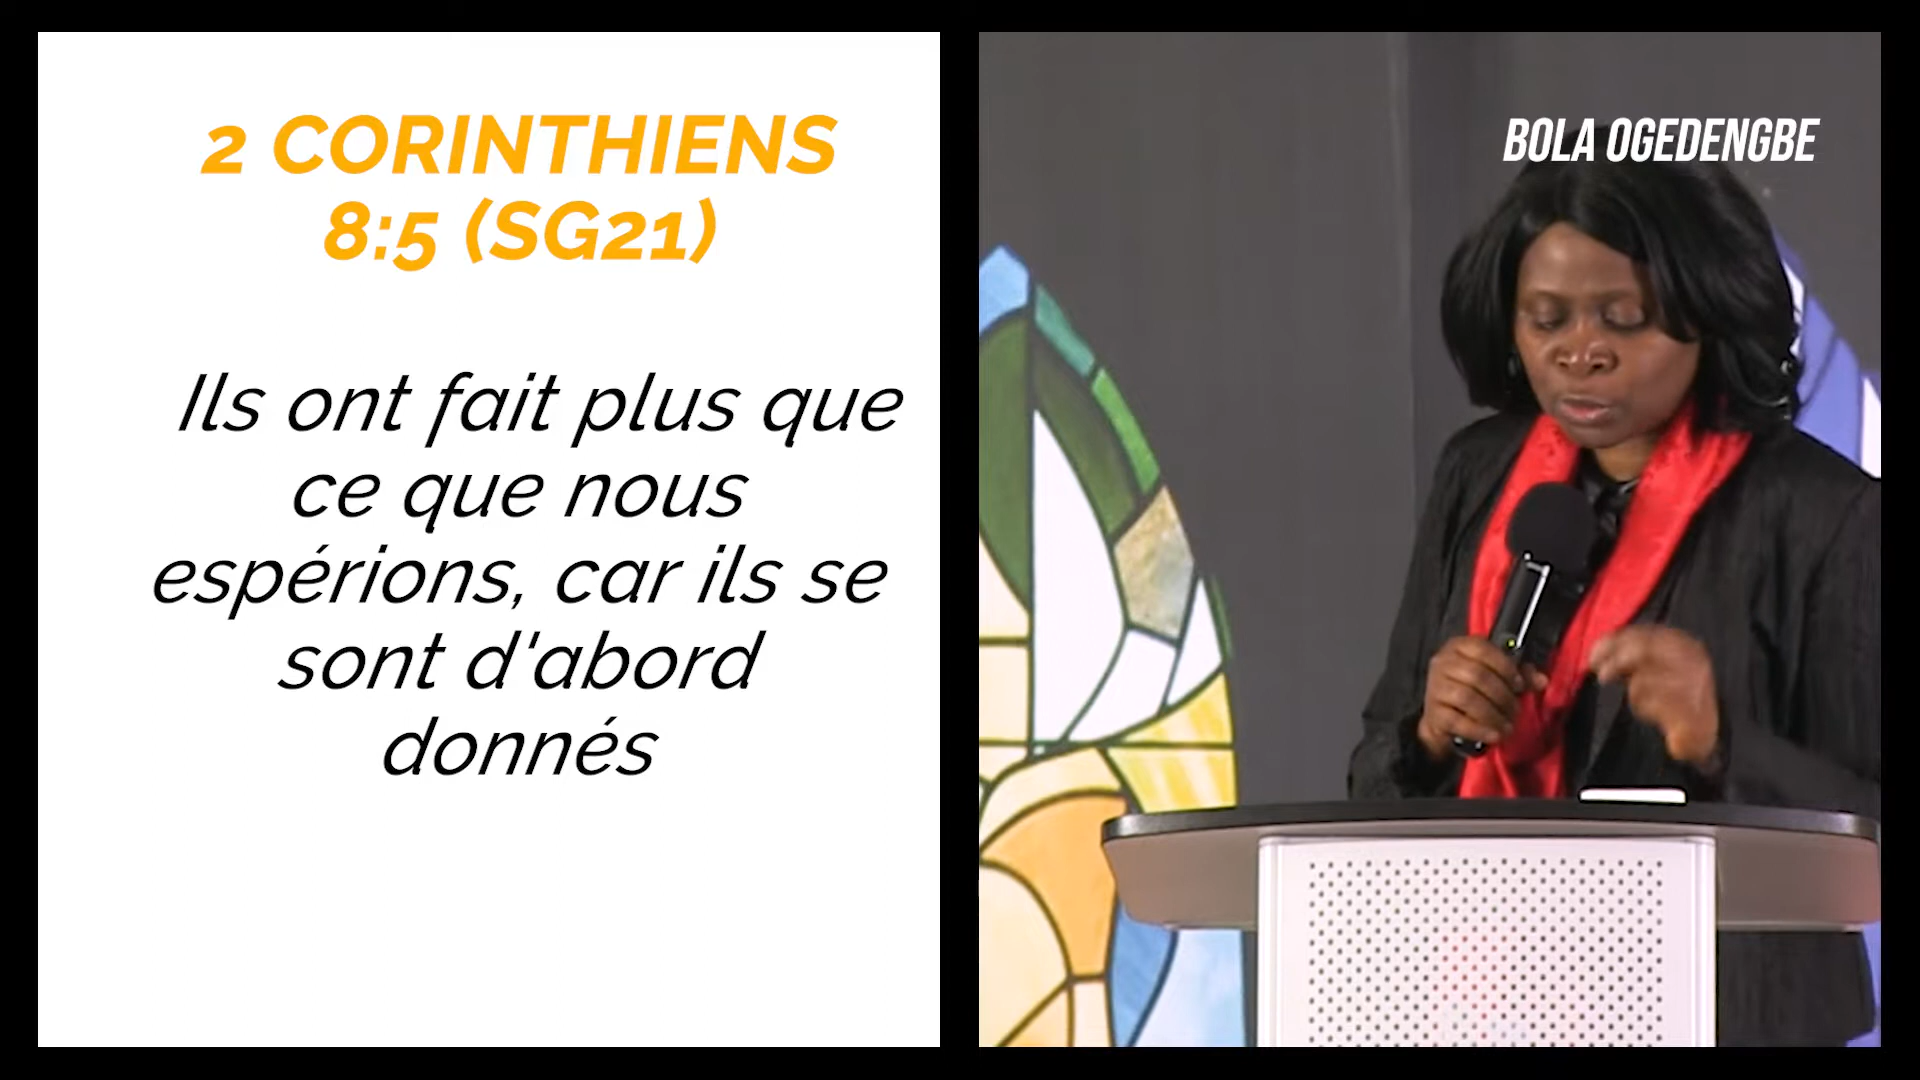 2 CORINTHIENS
8:5 (SG21)
Ils ont fait plus que
ce que nous
espérions, car ils se
sont d'abord
donnés
BOLA OGEDENGBE